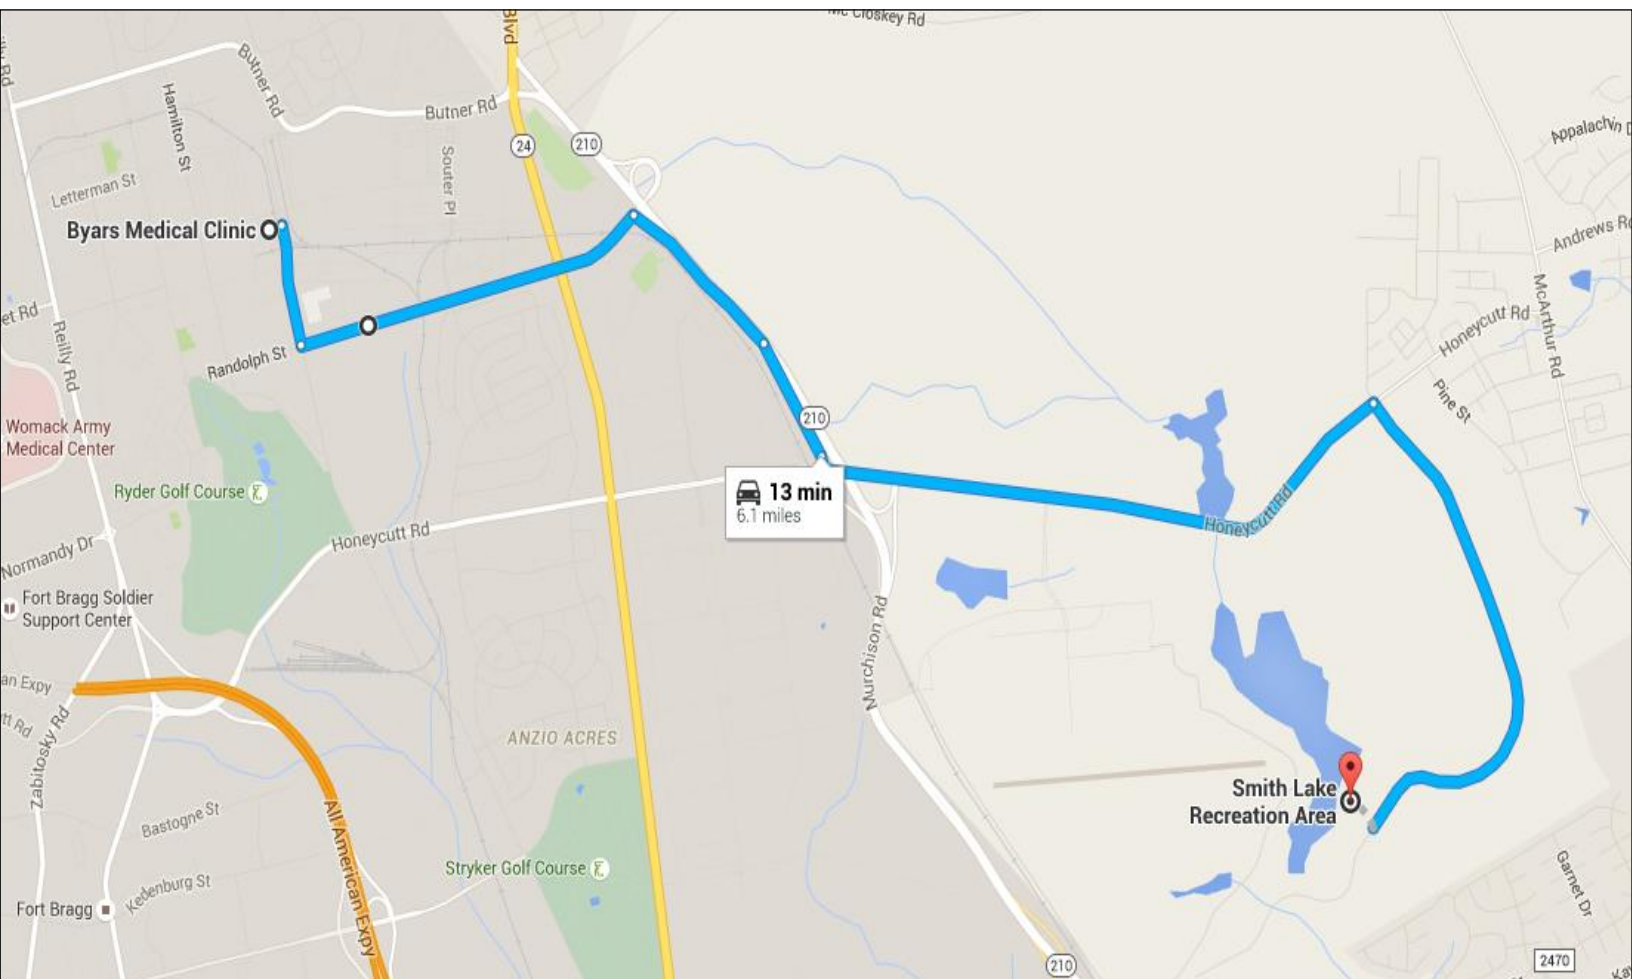 Mc Closkey Rd
Blvd
Butner Rd
Hamilton St
Butner Rd
Appalachin D
24
210
Souter Pl
Letterman St
Byars Medical Clinic
Andrews Rd
McArthur Rd
et Rd
Reilly Rd
Honeycutt Rd
Randolph St
Pine St
210
Womack Army
Medical Center
13 min
6.1 miles
Ryder Golf Course
Honeycutt Rd
Honeycutt Rd
Normandy Dr
Fort Bragg Soldier
Support Center
Murchison Rd
an Expy
tt Rd
Zabitosky Rd
ANZIO ACRES
Smith Lake
Recreation Area
Bastogne St
All American Expy
Stryker Golf Course
Kedenburg St
Garnet Dr
Fort Bragg
210
2470